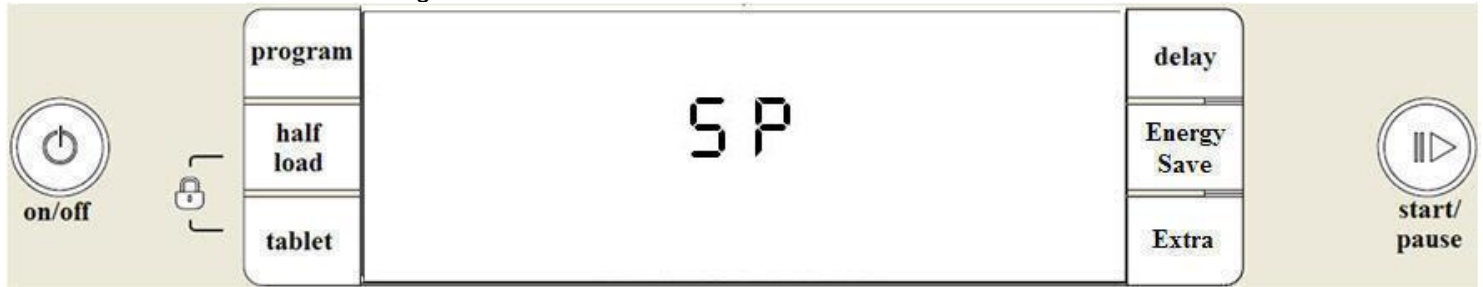 program
delay
SP
half
load
Energy
Save
on/off
start/
pause
tablet
Extra